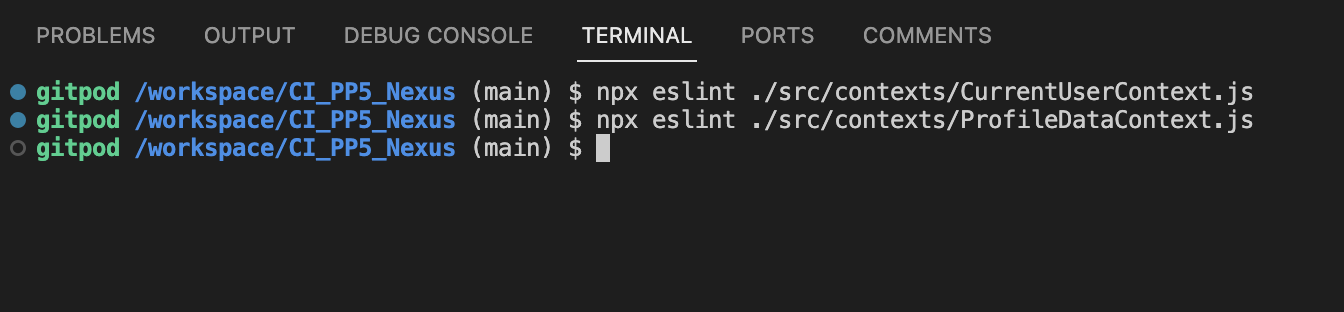 PROBLEMS OUTPUT DEBUG CONSOLE TERMINAL PORTS COMMENTS
gitpod /workspace/CI_PP5_Nexus (main) $ npx eslint ./src/contexts/CurrentUserContext.js
gitpod /workspace/CI_PP5_Nexus (main) $ npx eslint ./src/contexts/ProfileDataContext.js
gitpod /workspace/CI_PP5_Nexus (main) $